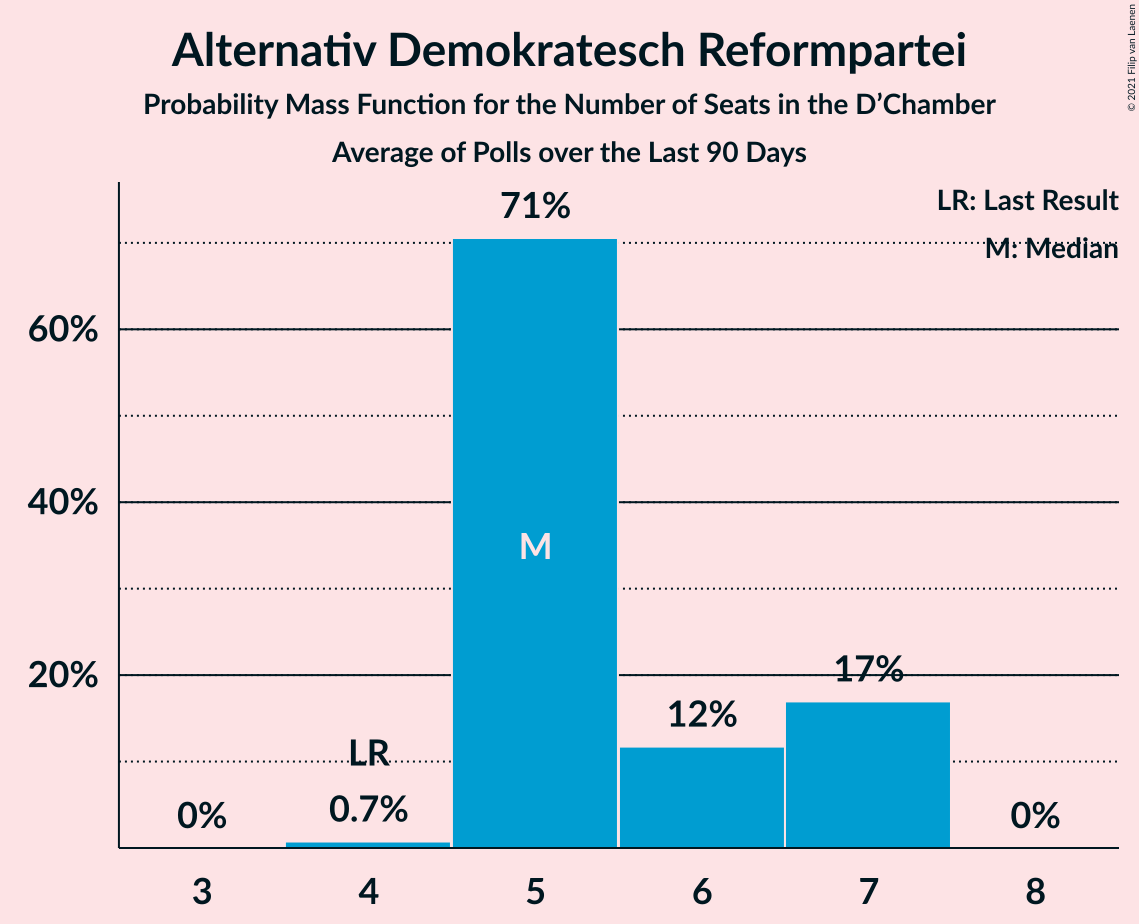 Alternativ Demokratesch Reformpartei
Probability Mass Function for the Number of Seats in the D’Chamber
Average of Polls over the Last 90 Days
© 2021 Filip van Laenen
LR: Last Result
M: Median
71%
60%
40%
M
20%
17%
12%
LR
0.7%
0%
0%
3 4 5 6 7 8